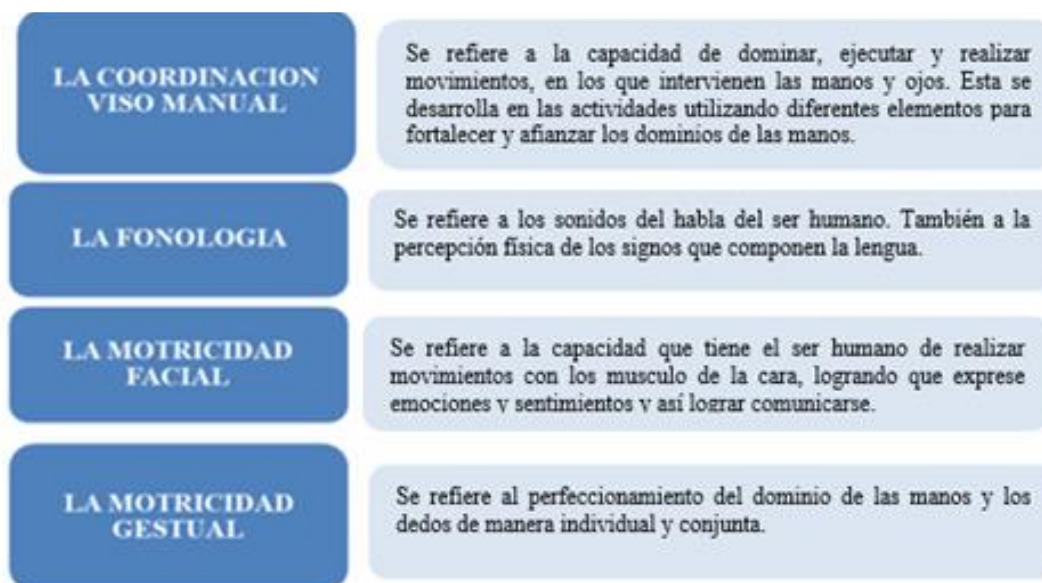 LA COORDINACION
VISO MANUAL
Se refiere a la capacidad de dominar, ejecutar y realizar
movimientos, en los que intervienen las manos y ojos. Esta se
desarrolla en las actividades utilizando diferentes elementos para
fortalecer y afianzar los dominios de las manos.
LA FONOLOGIA
Se refiere a los sonidos del habla del ser humano. También a la
percepción física de los signos que componen la lengua.
LA MOTRICIDAD
FACIAL
Se refiere a la capacidad que tiene el ser humano de realizar
movimientos con los musculo de la cara, logrando que exprese
emociones y sentimientos y así lograr comunicarse.
LA MOTRICIDAD
GESTUAL
Se refiere al perfeccionamiento del dominio de las manos y los
dedos de manera individual y conjunta.